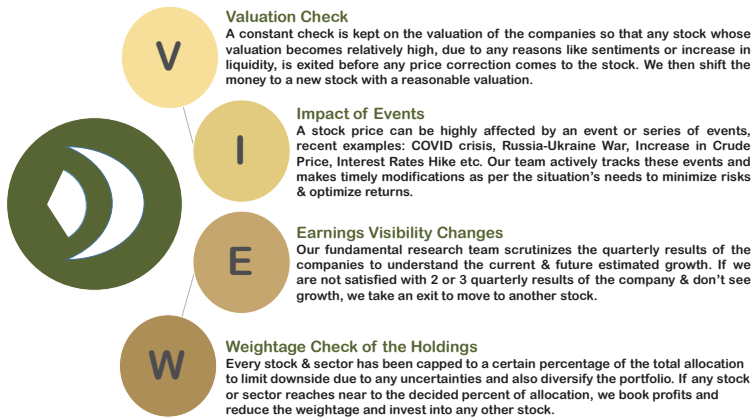 V
Valuation Check
A constant check is kept on the valuation of the companies so that any stock whose
valuation becomes relatively high, due to any reasons like sentiments or increase in
liquidity, is exited before any price correction comes to the stock. We then shift the
money to a new stock with a reasonable valuation.
I
Impact of Events
A stock price can be highly affected by an event or series of events,
recent examples: COVID crisis, Russia-Ukraine War, Increase in Crude
Price, Interest Rates Hike etc. Our team actively tracks these events and
makes timely modifications as per the situation's needs to minimize risks
& optimize returns.
E
Earnings Visibility Changes
Our fundamental research team scrutinizes the quarterly results of the
companies to understand the current & future estimated growth. If we
are not satisfied with 2 or 3 quarterly results of the company & don't see
growth, we take an exit to move to another stock.
W
Weightage Check of the Holdings
Every stock & sector has been capped to a certain percentage of the total allocation
to limit downside due to any uncertainties and also diversify the portfolio. If any stock
or sector reaches near to the decided percent of allocation, we book profits and
reduce the weightage and invest into any other stock.